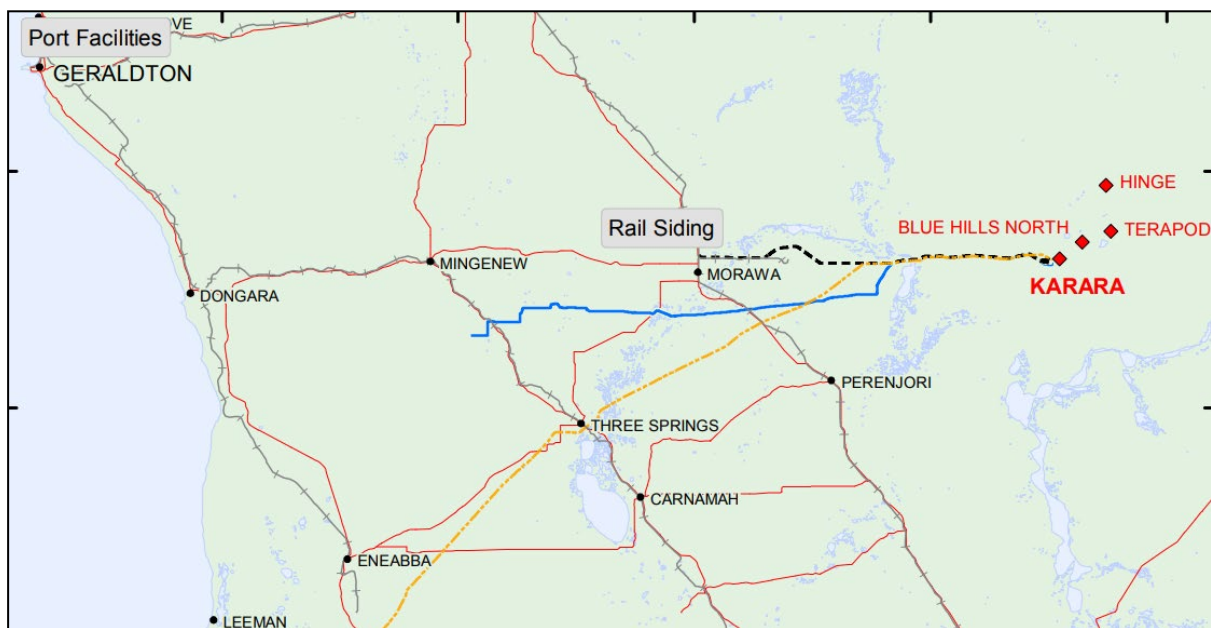 OVE
Port Facilities
GERALDTON
HINGE
Rail Siding
BLUE HILLS NORTH
TERAPOD
MINGENEW
MORAWA
KARARA
DONGARA
PERENJORI
THREE SPRINGS
CARNAMAH
ENEABBA
LEEMAN